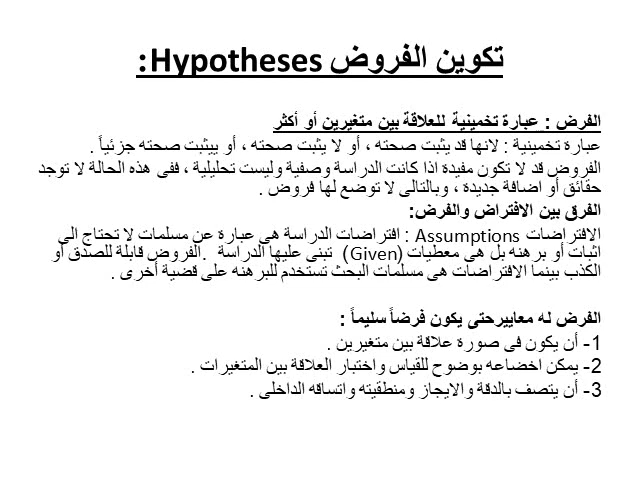 تكوين الفروض Hypotheses:
الفرض : عبارة تخمينية للعلاقة بين متغيرين أو أكثر
عبارة تخمينية : لانها قد يثبت صحته ، أو لا يثبت صحته ، أو ييثبت صحته جزئياً .
الفروض قد لا تكون مفيدة اذا كانت الدراسة وصفية وليست تحليلية ، ففى هذه الحالة لا توجد
حقائق أو اضافة جديدة ، وبالتالى لا توضع لها فروض .
الفرق بين الافتراض والفرض:
الافتراضات Assumptions : افتراضات الدراسة هى عبارة عن مسلمات لا تحتاج الى
اثبات أو برهنه بل هى معطيات (Given) تبنى عليها الدراسة .الفروض قابلة للصدق أو
الكذب بينما الافتراضات هى مسلمات البحث تستخدم للبرهنه على قضية أخرى .
الفرض له معاييرحتى يكون فرضاً سليماً :
1- أن يكون فى صورة علاقة بين متغيرين .
2- يمكن اخضاعه بوضوح للقياس واختبار العلاقة بين المتغيرات .
3- أن يتصف بالدقة والايجاز ومنطقيته واتساقه الداخلى .